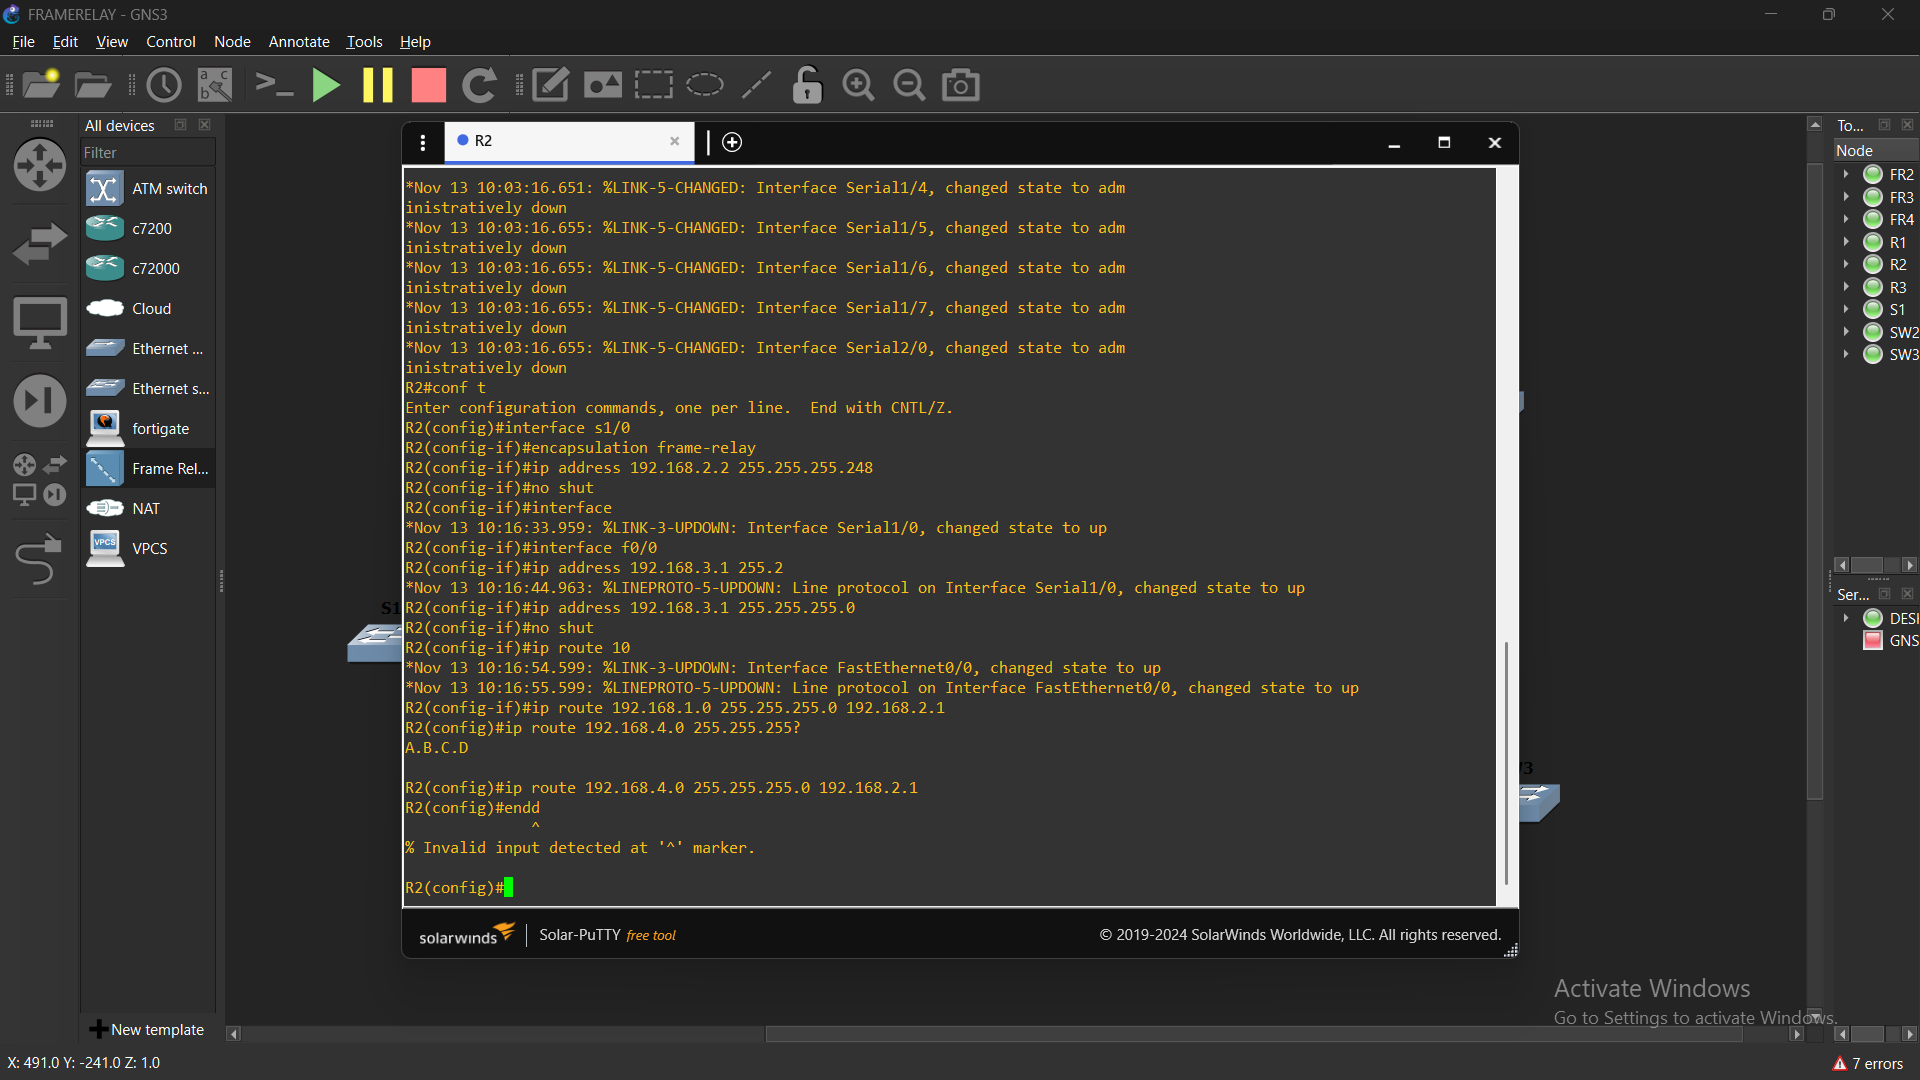 FRAMERELAY - GNS3
File Edit View Control Node Annotate Tools Help
All devices
Filter
ATM switch
c7200
c72000
Cloud
Ethernet ...
Ethernet s...
fortigate
Frame Rel...
NAT
VPCS
New template
S1
R2
*Nov 13 10:03:16.651: %LINK-5-CHANGED: Interface Serial1/4, changed state to adm
inistratively down
*Nov 13 10:03:16.655: %LINK-5-CHANGED: Interface Serial1/5, changed state to adm
inistratively down
*Nov 13 10:03:16.655: %LINK-5-CHANGED: Interface Serial1/6, changed state to adm
inistratively down
*Nov 13 10:03:16.655: %LINK-5-CHANGED: Interface Serial1/7, changed state to adm
inistratively down
*Nov 13 10:03:16.655: %LINK-5-CHANGED: Interface Serial2/0, changed state to adm
inistratively down
R2#conf t
Enter configuration commands, one per line.  End with CNTL/Z.
R2(config)#interface s1/0
R2(config-if)#encapsulation frame-relay
R2(config-if)#ip address 192.168.2.2 255.255.255.248
R2(config-if)#no shut
R2(config-if)#interface
*Nov 13 10:16:33.959: %LINK-3-UPDOWN: Interface Serial1/0, changed state to up
R2(config-if)#interface f0/0
R2(config-if)#ip address 192.168.3.1 255.2
*Nov 13 10:16:44.963: %LINEPROTO-5-UPDOWN: Line protocol on Interface Serial1/0, changed state to up
R2(config-if)#ip address 192.168.3.1 255.255.255.0
R2(config-if)#no shut
R2(config-if)#ip route 10
*Nov 13 10:16:54.599: %LINK-3-UPDOWN: Interface FastEthernet0/0, changed state to up
*Nov 13 10:16:55.599: %LINEPROTO-5-UPDOWN: Line protocol on Interface FastEthernet0/0, changed state to up
R2(config-if)#ip route 192.168.1.0 255.255.255.0 192.168.2.1
R2(config)#ip route 192.168.4.0 255.255.255?
A.B.C.D
R2(config)#ip route 192.168.4.0 255.255.255.0 192.168.2.1
R2(config)#endd
^
% Invalid input detected at '^' marker.
R2(config)#
solarwinds Solar-PuTTY free tool
© 2019-2024 SolarWinds Worldwide, LLC. All rights reserved.
To...
Node
FR2
FR3
FR4
R1
R2
R3
S1
SW2
SW3
Ser...
DESI
GNS
Activate Windows
Go to Settings to activate Windows.
X: 491.0 Y: -241.0 Z: 1.0
7 errors